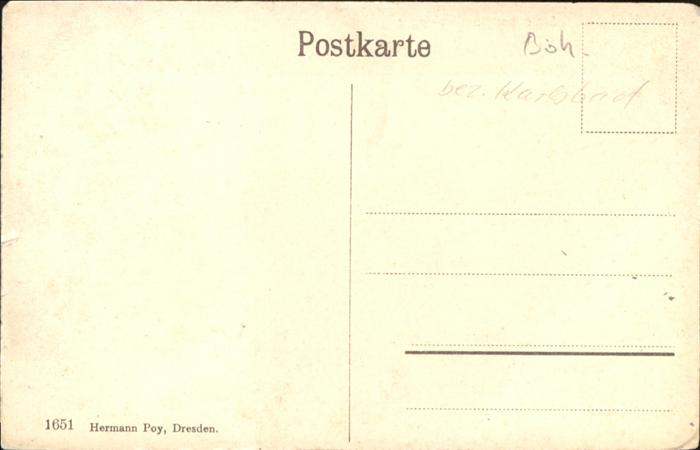 Postkarte
Böh.
bez. Karlsbad
1651 Hermann Poy, Dresden.